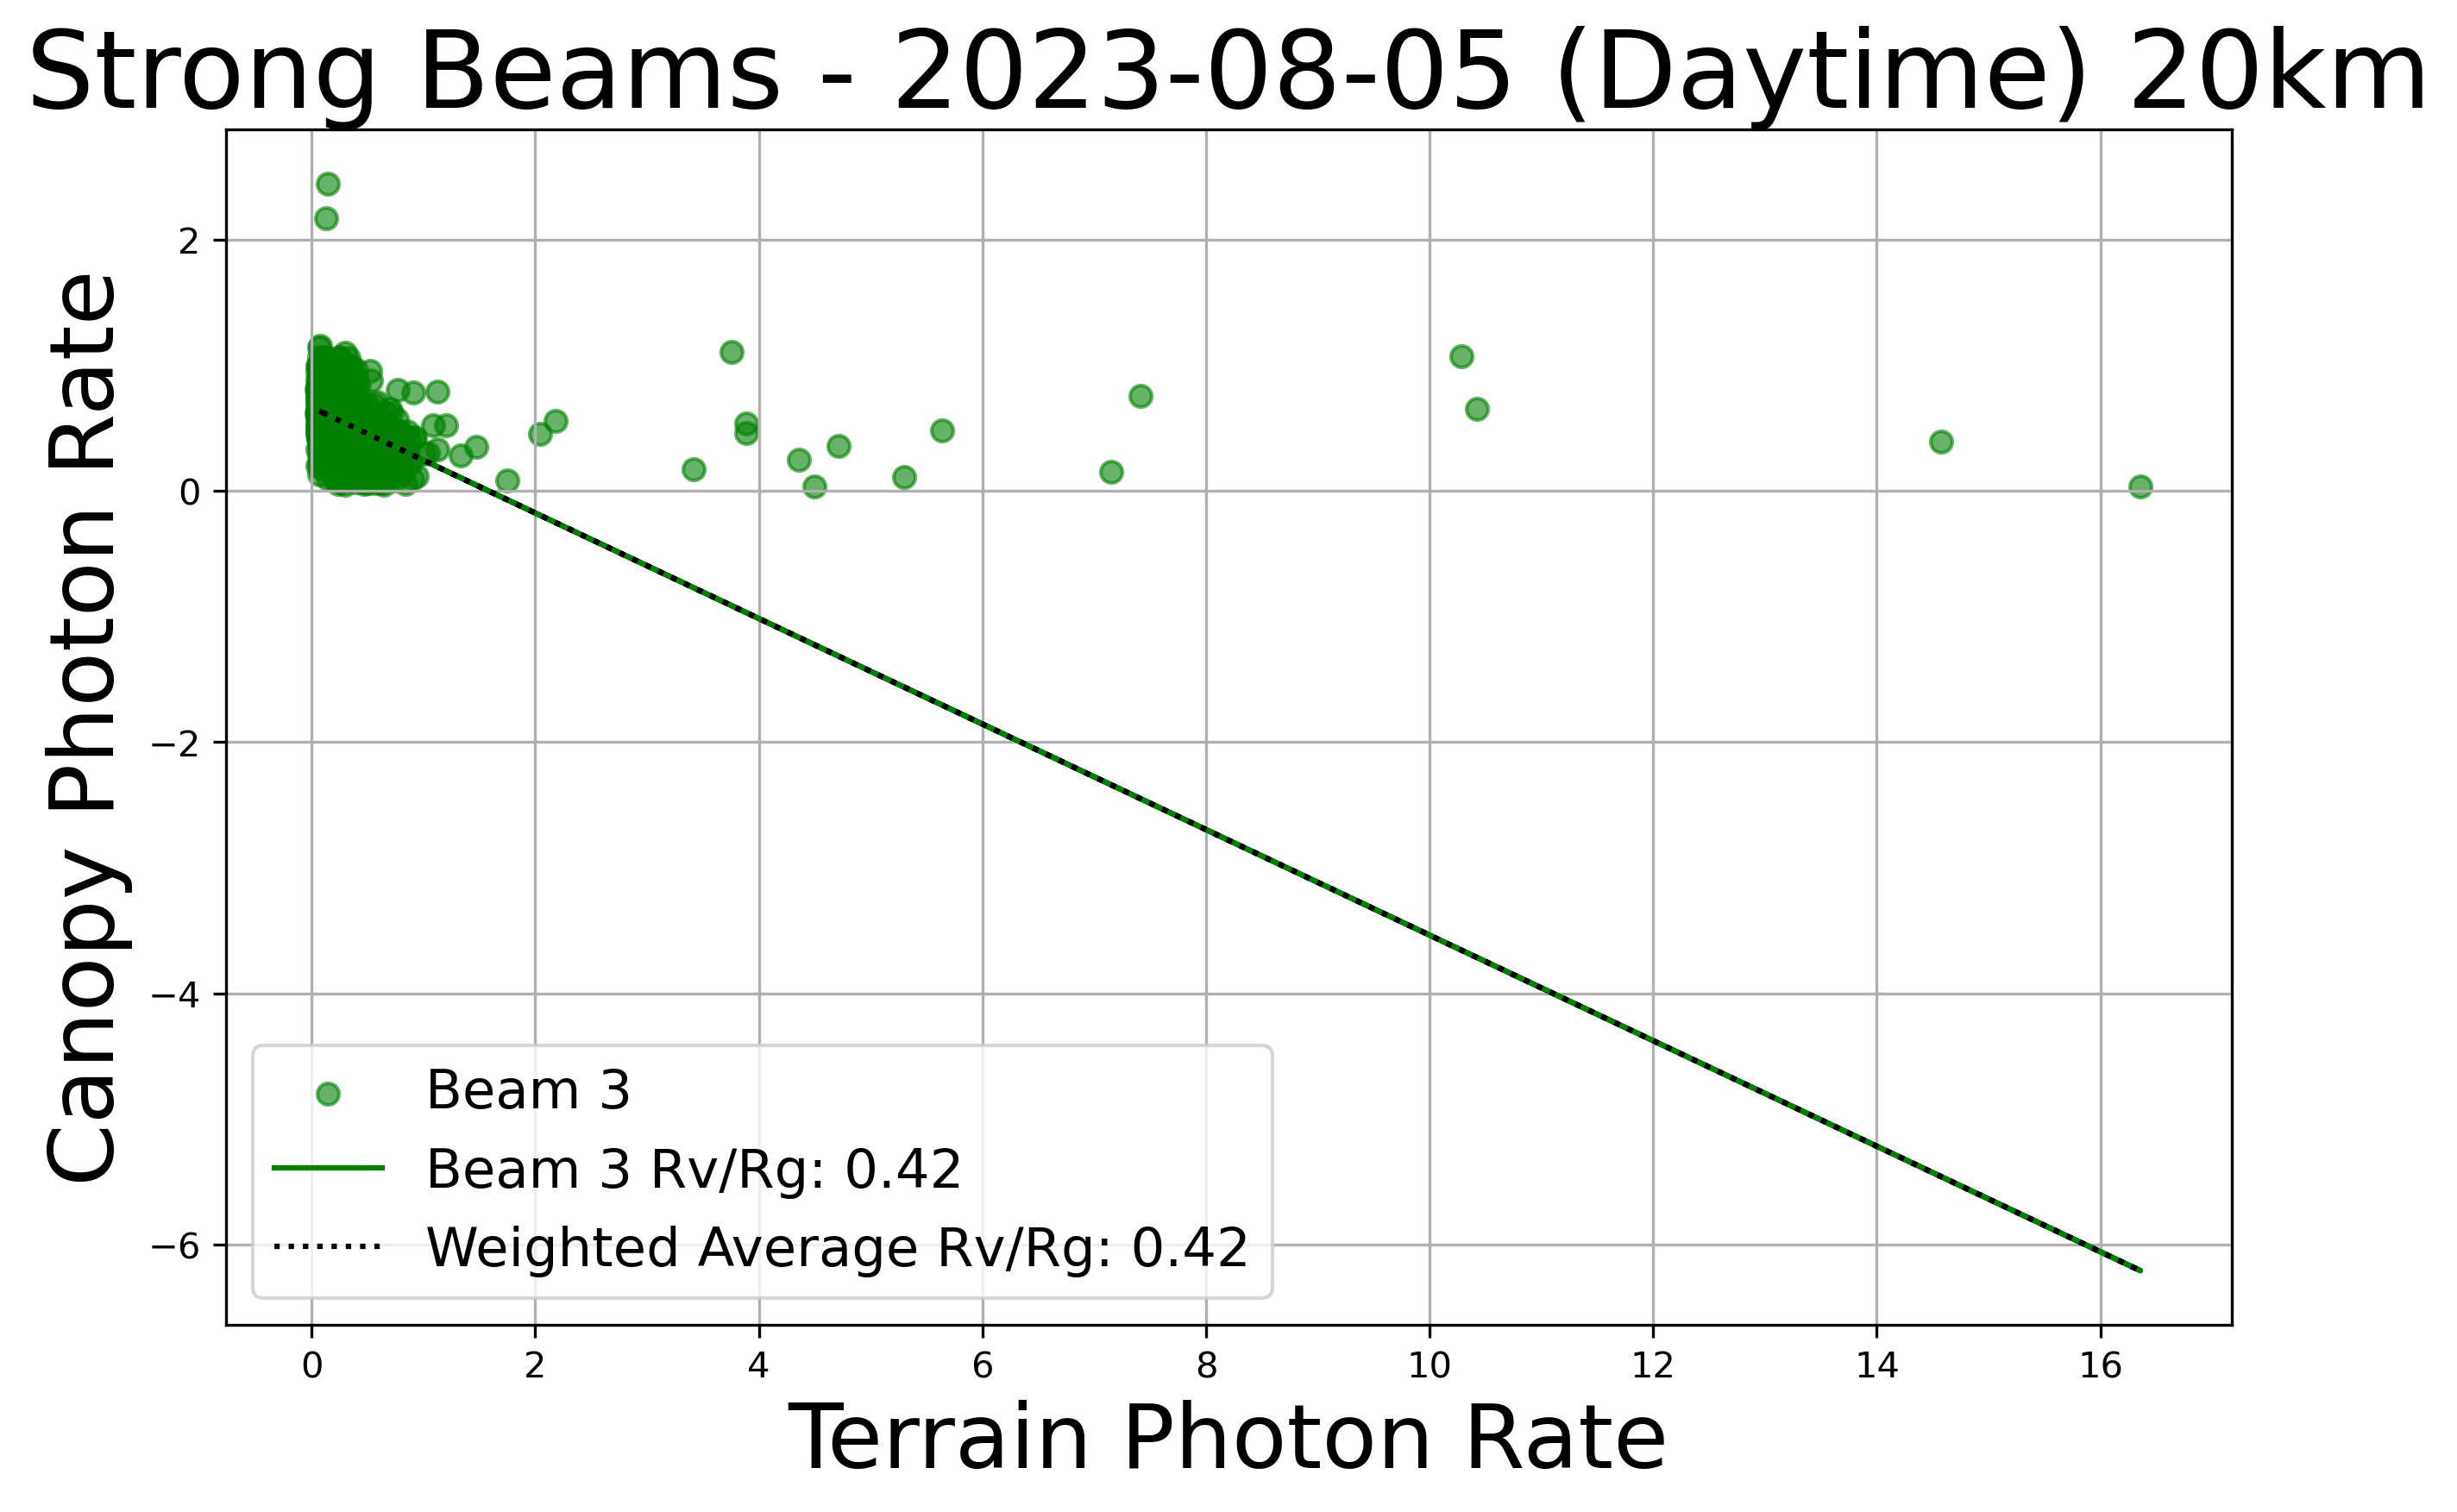 Strong Beams - 2023-08-05 (Daytime) 20km
Canopy Photon Rate
2
0
−2
−4
−6
Beam 3
Beam 3 Rv/Rg: 0.42
Weighted Average Rv/Rg: 0.42
0 2 4 6 8 10 12 14 16
Terrain Photon Rate